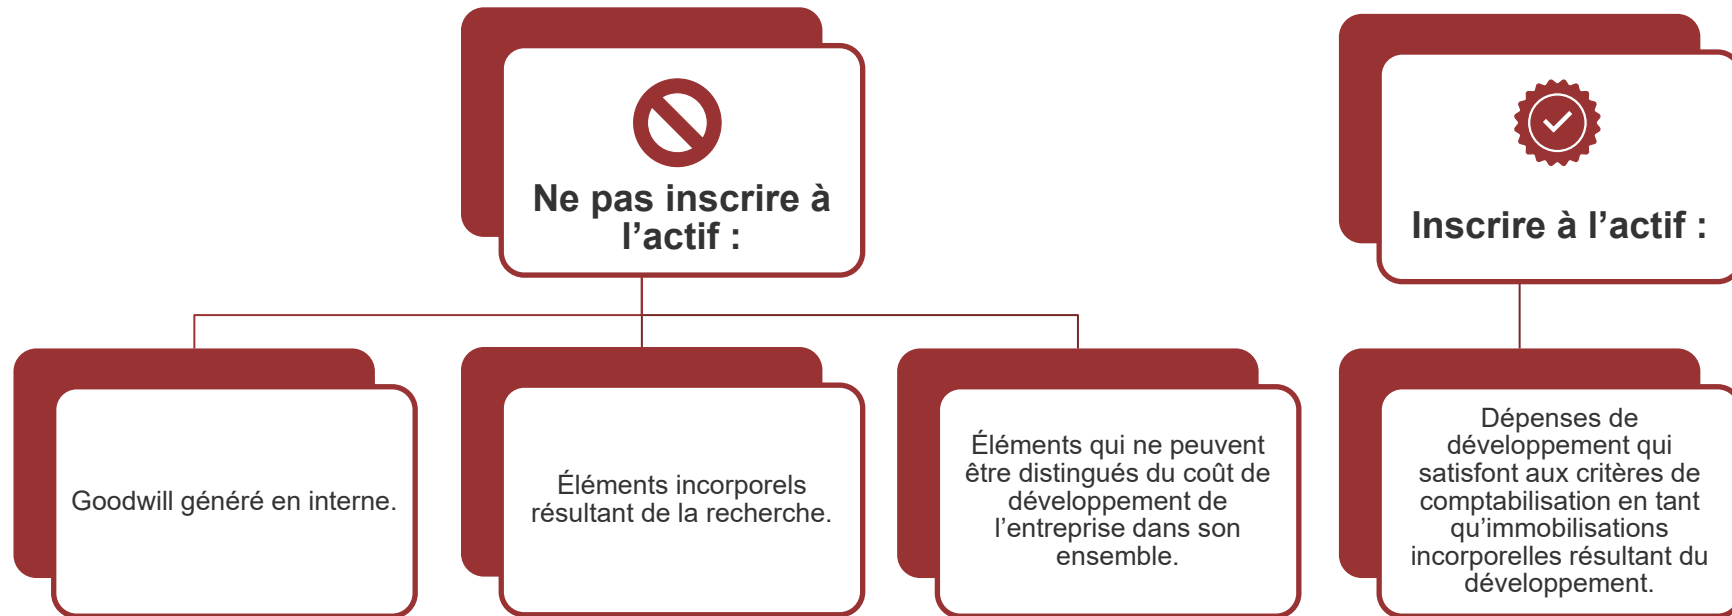 Ne pas inscrire à
l’actif :
Inscrire à l’actif :
Goodwill généré en interne.
Éléments incorporels
résultant de la recherche.
Éléments qui ne peuvent
être distingués du coût de
développement de
l’entreprise dans son
ensemble.
Dépenses de
développement qui
satisfont aux critères de
comptabilisation en tant
qu’immobilisations
incorporelles résultant du
développement.